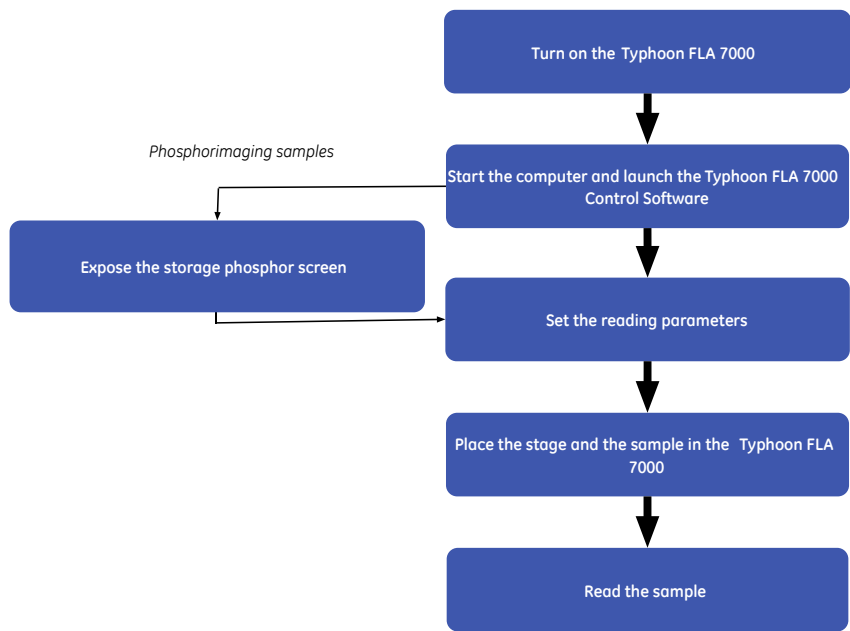 Turn on the Typhoon FLA 7000
Phosphorimaging samples
Start the computer and launch the Typhoon FLA 7000
Control Software
Expose the storage phosphor screen
Set the reading parameters
Place the stage and the sample in the Typhoon FLA
7000
Read the sample